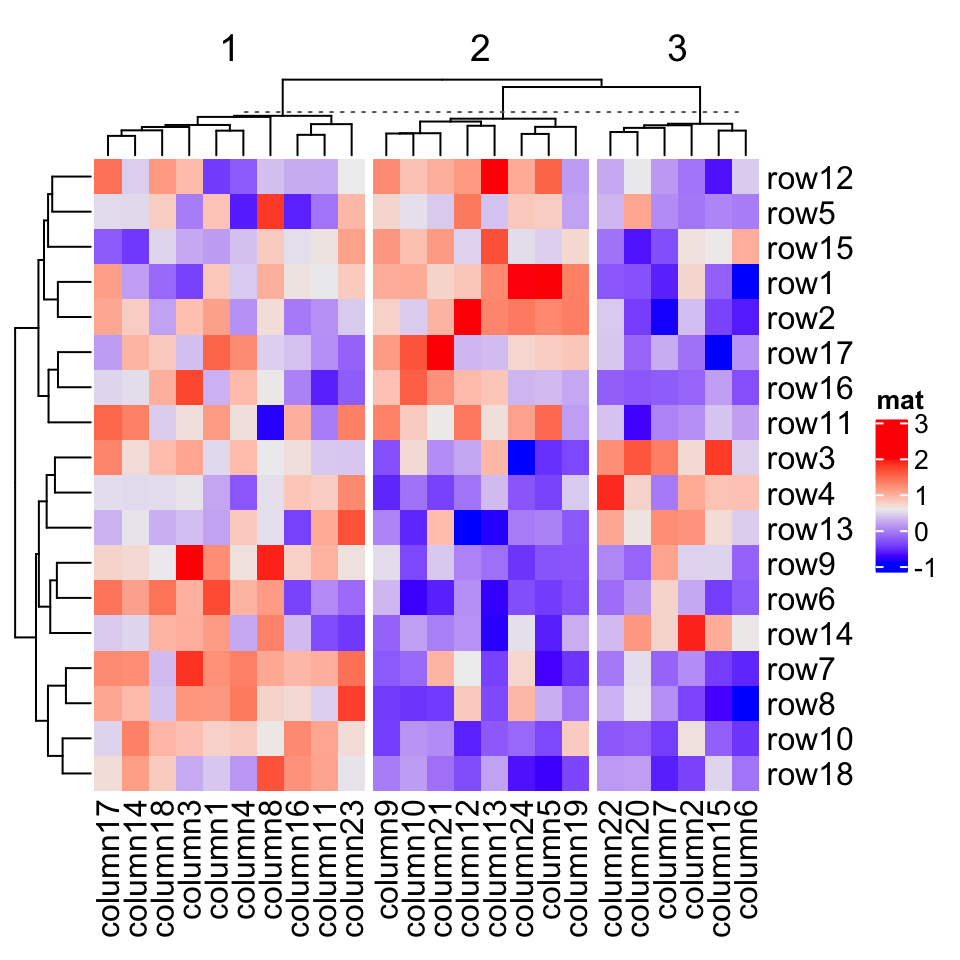 1 2 3
row12
row5
row15
row1
row2
row17
row16
row11
row3
row4
row13
row9
row6
row14
row7
row8
row10
row18
mat
3
2
1
0
-1
column17
column14
column18
column3
column1
column4
column8
column16
column11
column23
column9
column10
column21
column12
column13
column24
column5
column19
column22
column20
column7
column2
column15
column6